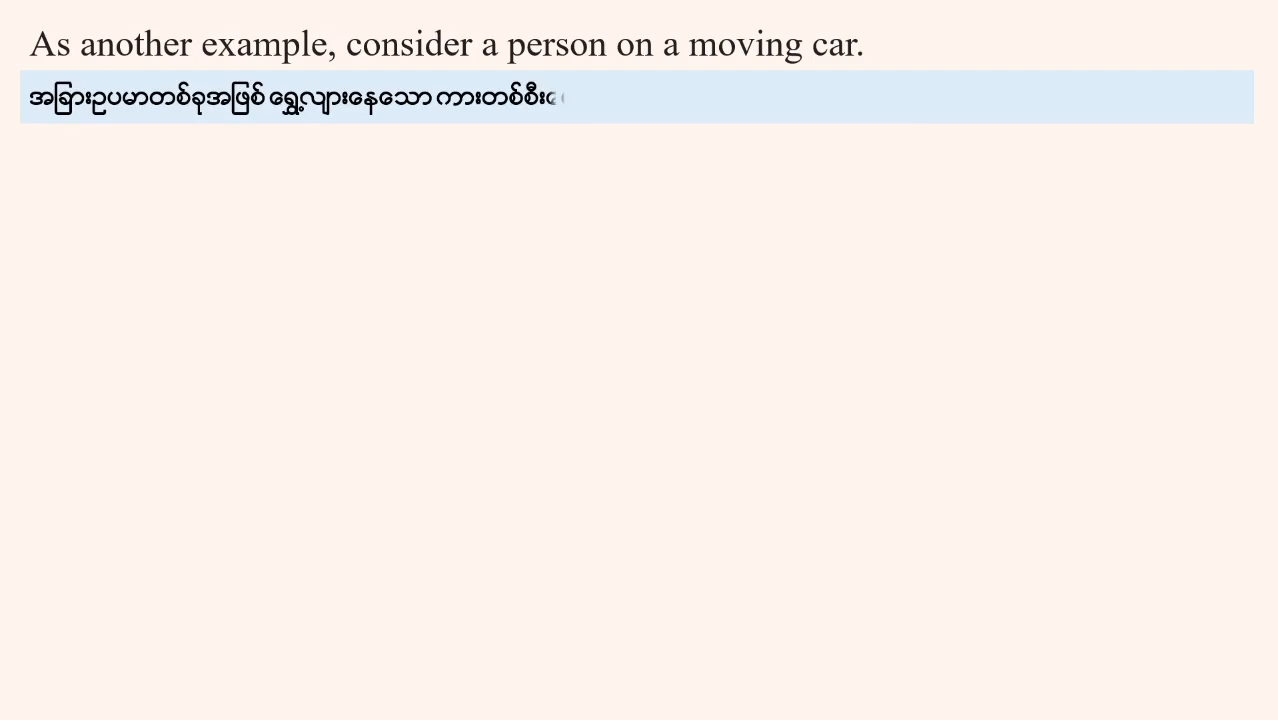 As another example, consider a person on a moving car.
အခြားဥပမာတစ်ခုအဖြစ် ရွှေ့လျားနေသော ကားတစ်စီး